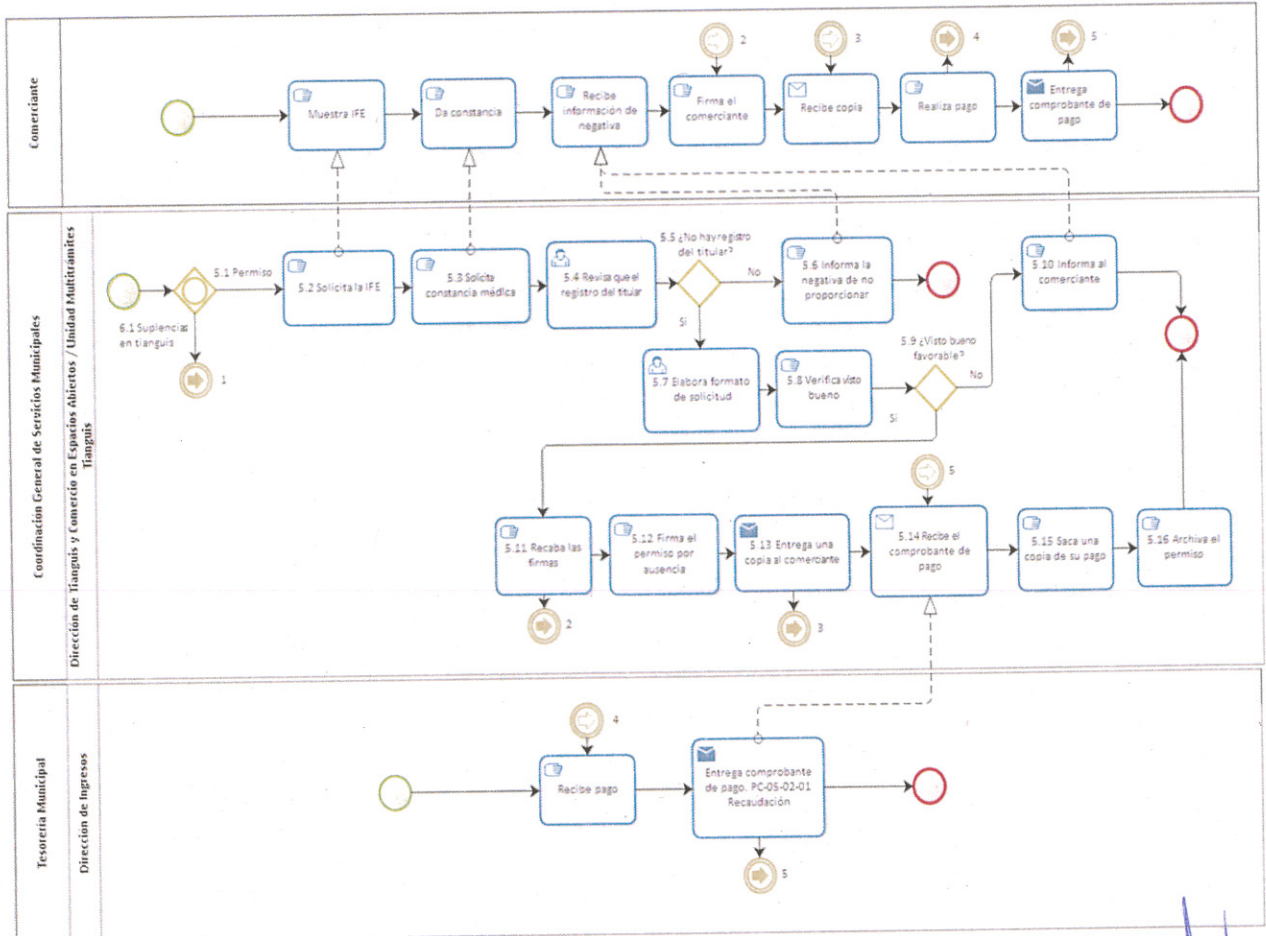 Comerciante
2
3
4
5
Muestra IFE
Da constancia
Recibe
información de
negativa
Firma el
comerciante
Recibe copia
Realiza pago
Entrega
comprobante de
pago
Coordinación General de Servicios Municipales
Dirección de Tianguis y Comercio en Espacios Abiertos / Unidad Multitrámites
Tianguis
5.1 Permiso
6.1 Suplencias
en tianguis
1
5.2 Solicita la IFE
5.3 Solicita
constancia médica
5.4 Revisa que el
registro del titular
5.5 ¿No hay registro
del titular?
No
Si
5.6 Informa la
negativa de no
proporcionar
5.7 Elabora formato
de solicitud
5.8 Verifica visto
bueno
5.9 ¿Visto bueno
favorable?
No
Si
5.10 Informa al
comerciante
5.11 Recaba las
firmas
2
5.12 Firma el
permiso por
ausencia
5.13 Entrega una
copia al comerciante
3
5
5.14 Recibe el
comprobante de
pago
5.15 Saca una
copia de su pago
5.16 Archiva el
permiso
Tesorería Municipal
Dirección de Ingresos
4
Recibe pago
Entrega comprobante
de pago. PC-05-02-01
Recaudación
5